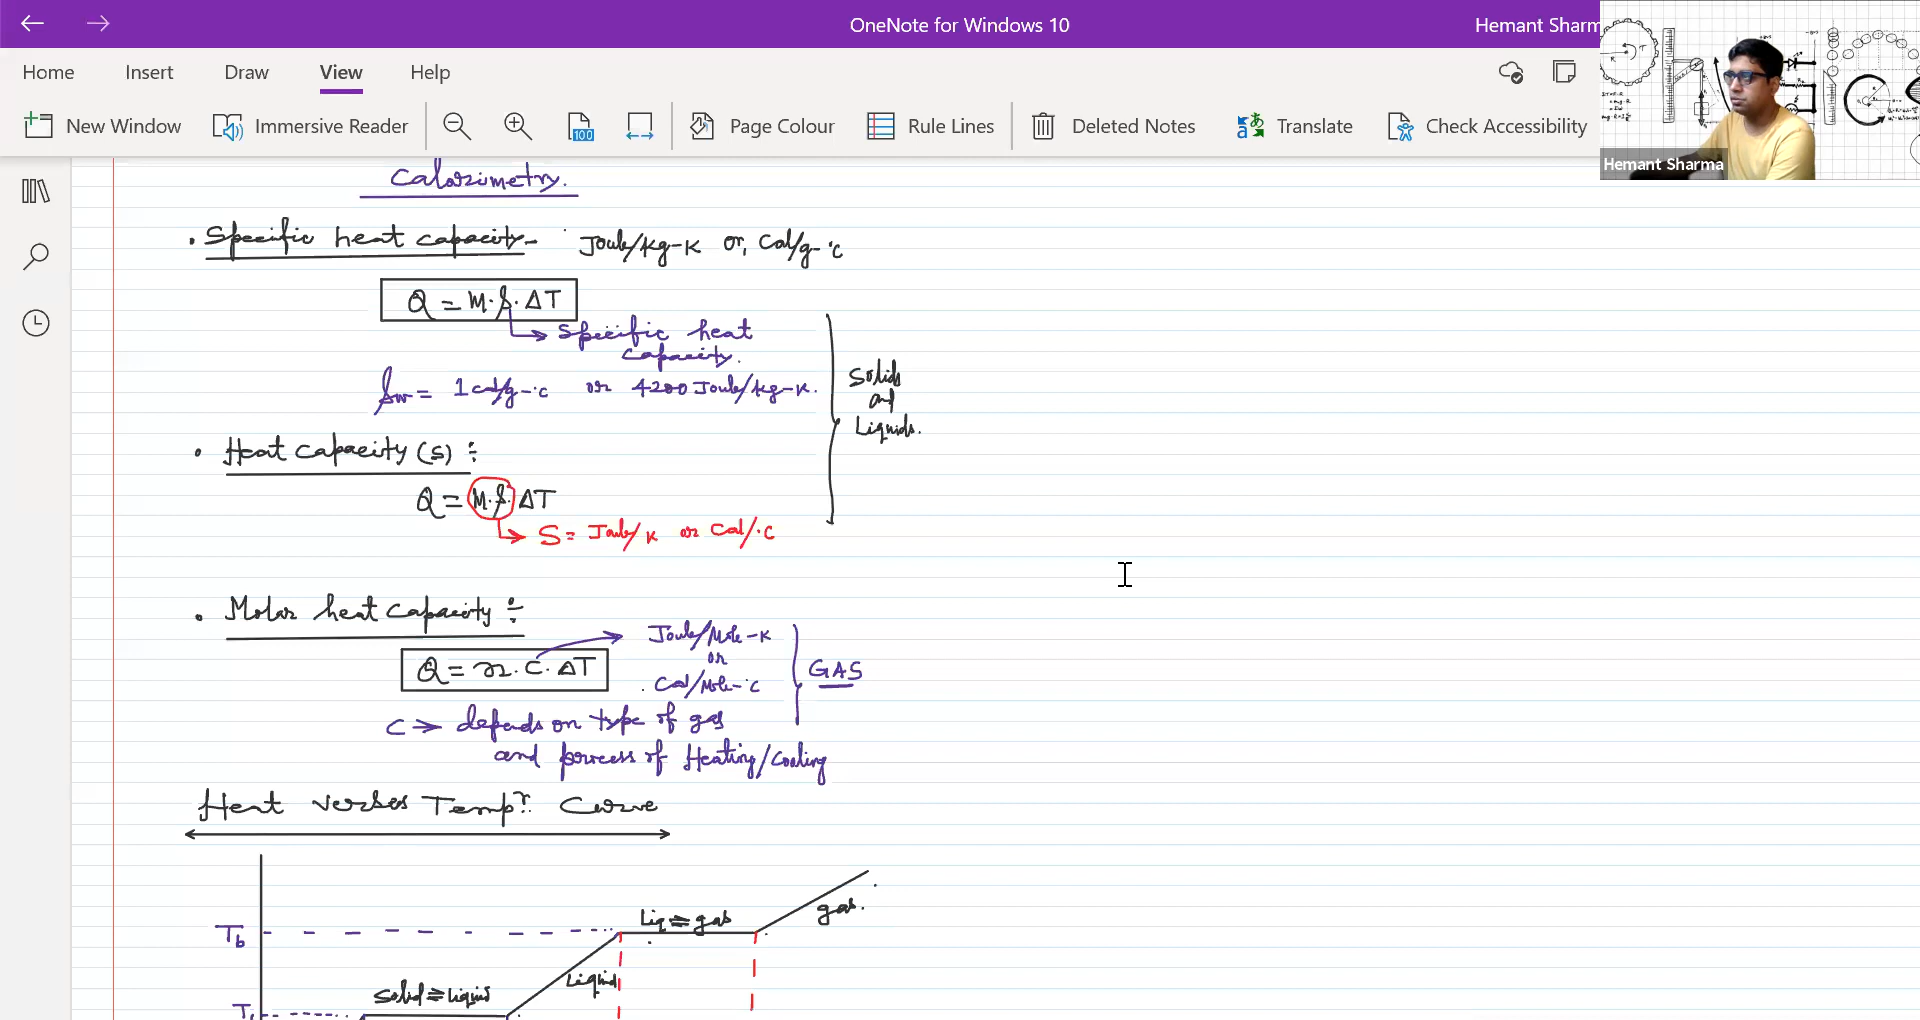 OneNote for Windows 10
Hemant Sharm
Home Insert Draw View Help
New Window Immersive Reader 100 Page Colour Rule Lines Deleted Notes Translate Check Accessibility
Hemant Sharma
Calorimetry.
• Specific heat capacity- Joule/kg-K or, Cal/g-°C
Q = M.s.ΔT
→ Specific heat
capacity.
Sw = 1 cal/g-°C or 4200 Joule/kg-K.
Solids
and
Liquids.
• Heat capacity (S) :-
Q = M.s.ΔT
→ S = Joule/K or Cal/°C
• Molar heat capacity :-
Joule/Mole-K
or
Cal/Mole-°C
GAS
Q = n.C.ΔT
C → depends on type of gas
and process of Heating/Cooling
Heat verses Tempr. Curve
Tb
Liq ⇌ gas
gas.
Liquid
Solid ⇌ liquid